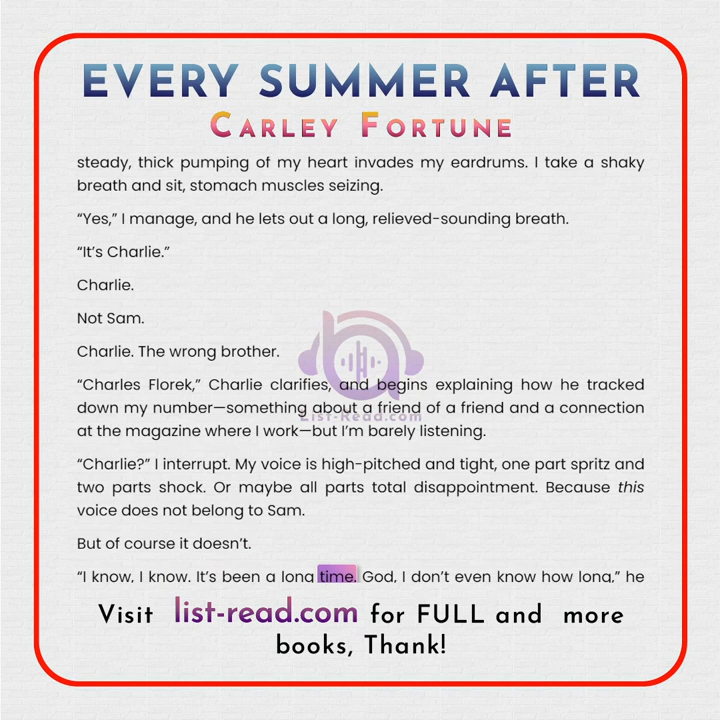 EVERY SUMMER AFTER
CARLEY FORTUNE
steady, thick pumping of my heart invades my eardrums. I take a shaky
breath and sit, stomach muscles seizing.
“Yes,” I manage, and he lets out a long, relieved-sounding breath.
“It’s Charlie.”
Charlie.
Not Sam.
Charlie. The wrong brother.
“Charles Florek,” Charlie clarifies, and begins explaining how he tracked
down my number—something about a friend of a friend and a connection
List-Read.com
at the magazine where I work—but I’m barely listening.
“Charlie?” I interrupt. My voice is high-pitched and tight, one part spritz and
two parts shock. Or maybe all parts total disappointment. Because this
voice does not belong to Sam.
But of course it doesn’t.
“I know, I know. It’s been a long time. God, I don’t even know how long,” he
Visit list-read.com for FULL and more
books, Thank!